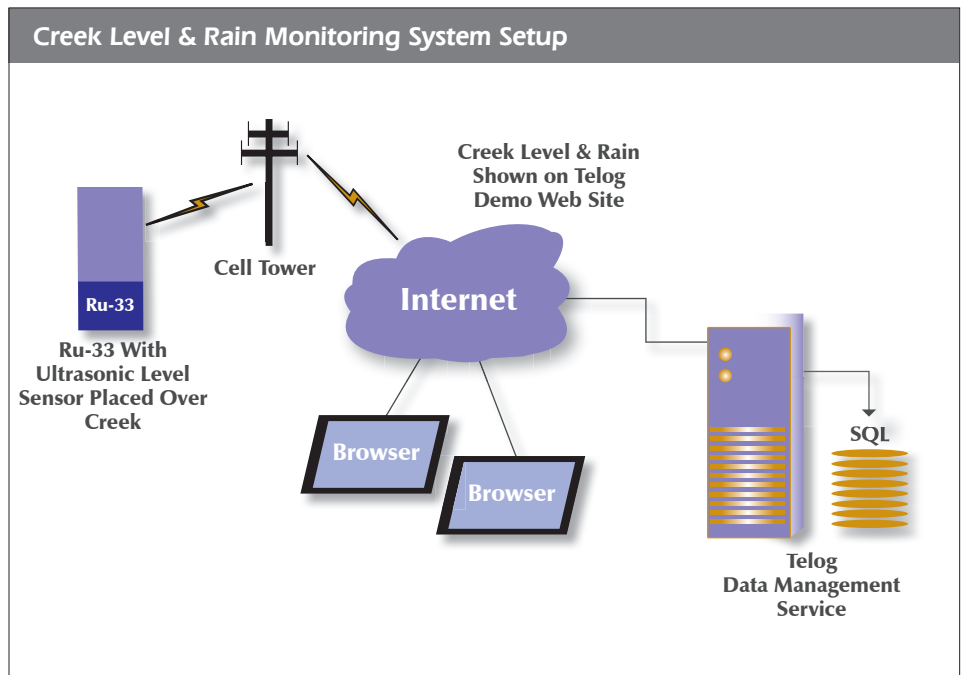 Creek Level & Rain Monitoring System Setup
Creek Level & Rain
Shown on Telog
Demo Web Site
Cell Tower
Internet
Ru-33
Ru-33 With
Ultrasonic Level
Sensor Placed Over
Creek
Browser
Browser
SQL
Telog
Data Management
Service